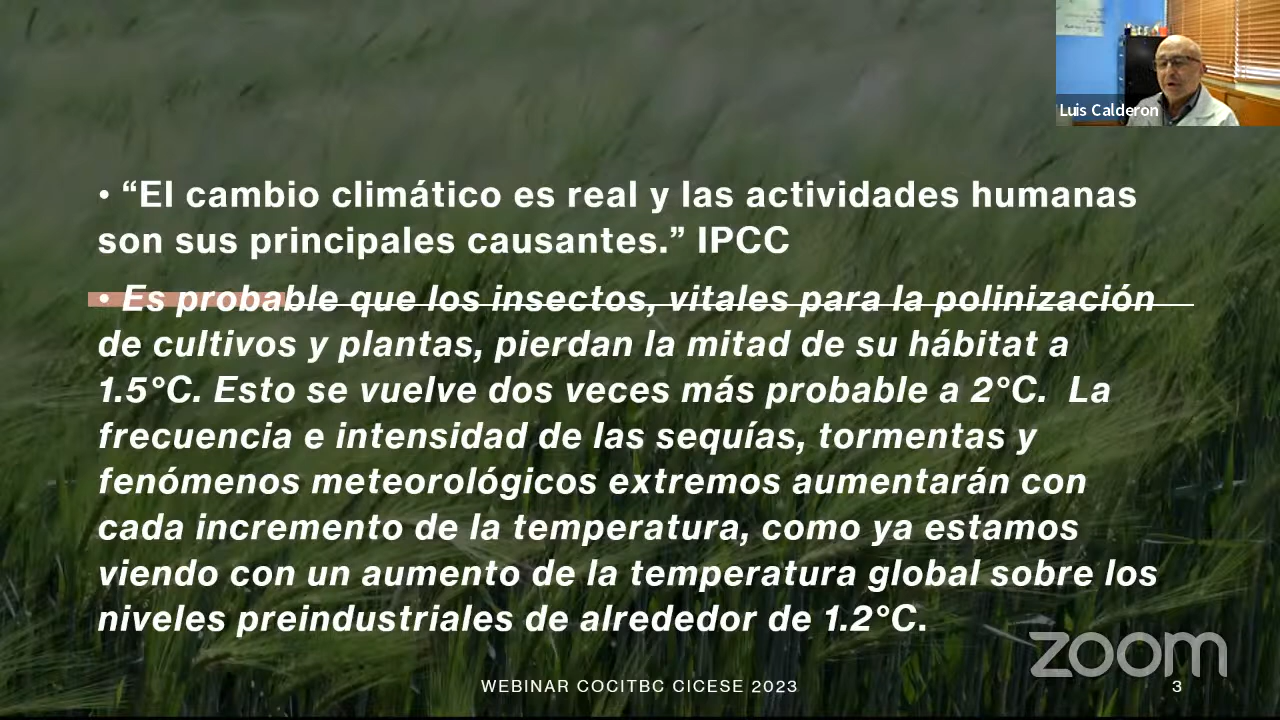 Luis Calderon
• “El cambio climático es real y las actividades humanas
son sus principales causantes.” IPCC
• Es probable que los insectos, vitales para la polinización
de cultivos y plantas, pierdan la mitad de su hábitat a
1.5°C. Esto se vuelve dos veces más probable a 2°C. La
frecuencia e intensidad de las sequías, tormentas y
fenómenos meteorológicos extremos aumentarán con
cada incremento de la temperatura, como ya estamos
viendo con un aumento de la temperatura global sobre los
niveles preindustriales de alrededor de 1.2°C.
zoom
WEBINAR COCITBC CICESE 2023
3